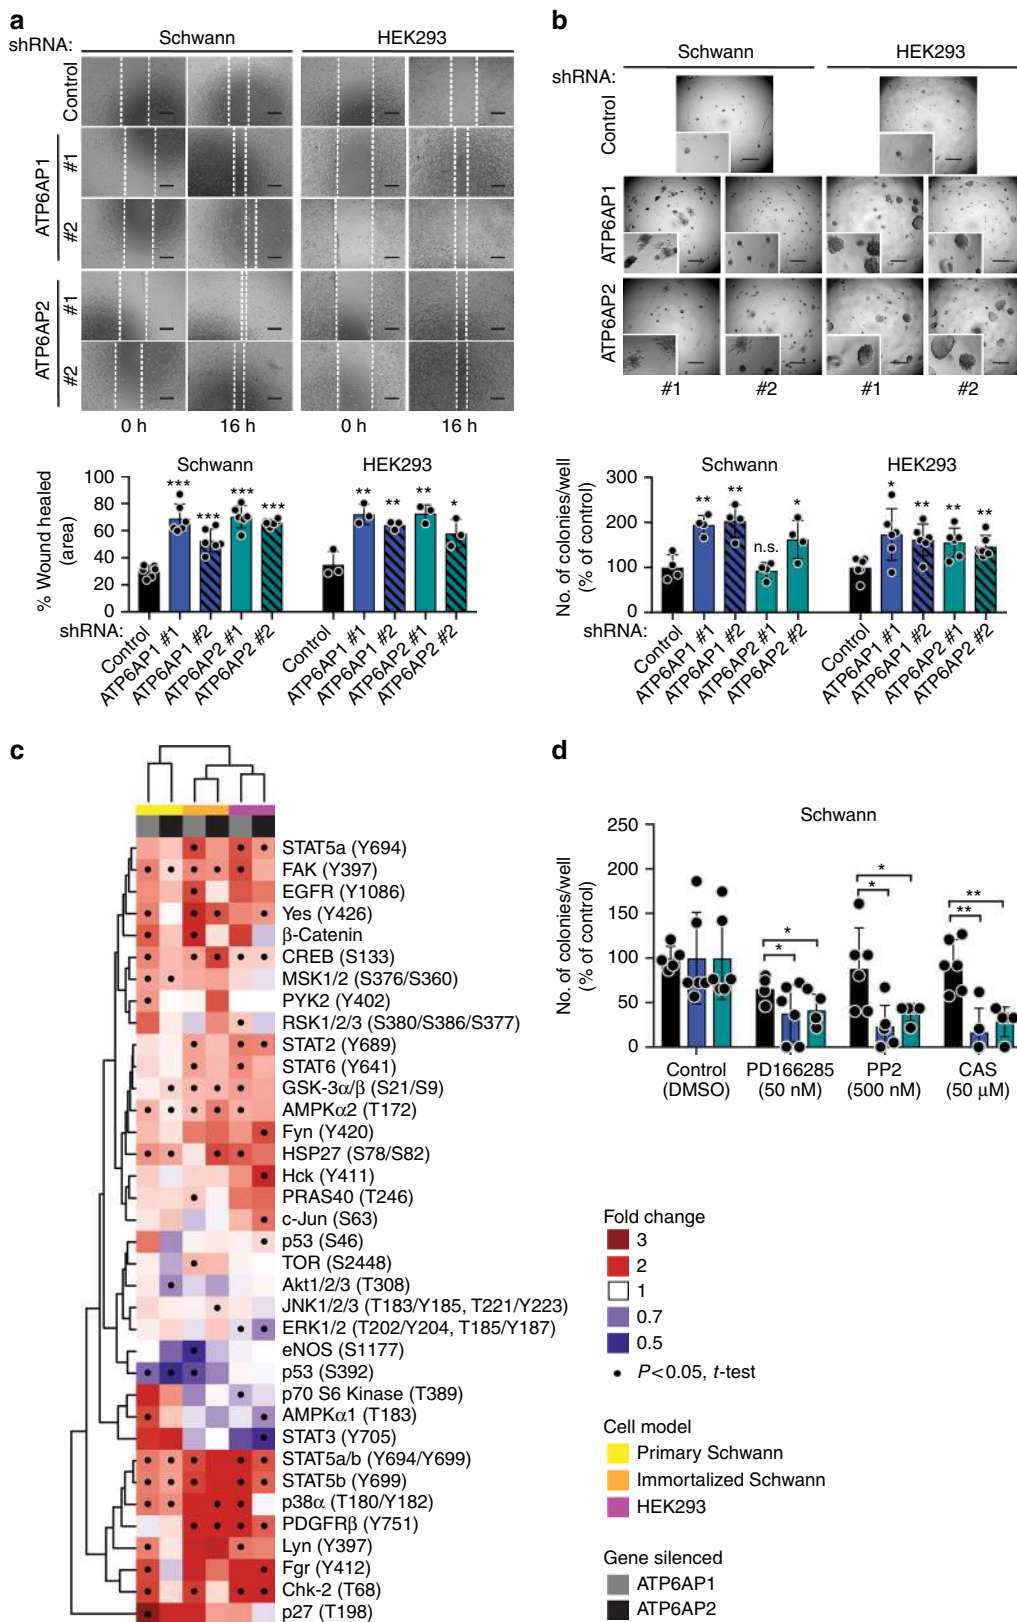 a
shRNA:
Schwann
HEK293
Control
ATP6AP1
#1
#2
ATP6AP2
#1
#2
0 h
16 h
0 h
16 h
% Wound healed
(area)
100
80
60
40
20
0
Schwann
HEK293
***
***
***
***
**
**
**
*
shRNA:
Control
ATP6AP1 #1
ATP6AP1 #2
ATP6AP2 #1
ATP6AP2 #2
Control
ATP6AP1 #1
ATP6AP1 #2
ATP6AP2 #1
ATP6AP2 #2
b
Schwann
HEK293
shRNA:
Control
ATP6AP1
ATP6AP2
#1
#2
#1
#2
No. of colonies/well
(% of control)
300
200
100
0
Schwann
HEK293
**
**
n.s.
*
*
**
**
**
shRNA:
Control
ATP6AP1 #1
ATP6AP1 #2
ATP6AP2 #1
ATP6AP2 #2
Control
ATP6AP1 #1
ATP6AP1 #2
ATP6AP2 #1
ATP6AP2 #2
c
STAT5a (Y694)
FAK (Y397)
EGFR (Y1086)
Yes (Y426)
β-Catenin
CREB (S133)
MSK1/2 (S376/S360)
PYK2 (Y402)
RSK1/2/3 (S380/S386/S377)
STAT2 (Y689)
STAT6 (Y641)
GSK-3α/β (S21/S9)
AMPKα2 (T172)
Fyn (Y420)
HSP27 (S78/S82)
Hck (Y411)
PRAS40 (T246)
c-Jun (S63)
p53 (S46)
TOR (S2448)
Akt1/2/3 (T308)
JNK1/2/3 (T183/Y185, T221/Y223)
ERK1/2 (T202/Y204, T185/Y187)
eNOS (S1177)
p53 (S392)
p70 S6 Kinase (T389)
AMPKα1 (T183)
STAT3 (Y705)
STAT5a/b (Y694/Y699)
STAT5b (Y699)
p38α (T180/Y182)
PDGFRβ (Y751)
Lyn (Y397)
Fgr (Y412)
Chk-2 (T68)
p27 (T198)
d
Schwann
No. of colonies/well
(% of control)
250
200
150
100
50
0
*
*
*
*
**
**
Control
(DMSO)
PD166285
(50 nM)
PP2
(500 nM)
CAS
(50 μM)
Fold change
3
2
1
0.7
0.5
P<0.05, t-test
Cell model
Primary Schwann
Immortalized Schwann
HEK293
Gene silenced
ATP6AP1
ATP6AP2